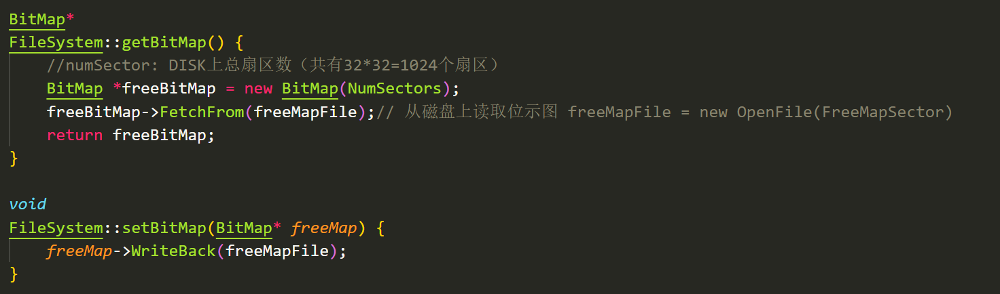 BitMap*
FileSystem::getBitMap() {
    //numSector: DISK上总扇区数（共有32*32=1024个扇区）
    BitMap *freeBitMap = new BitMap(NumSectors);
    freeBitMap->FetchFrom(freeMapFile);// 从磁盘上读取位示图 freeMapFile = new OpenFile(FreeMapSector)
    return freeBitMap;
}

void
FileSystem::setBitMap(BitMap* freeMap) {
    freeMap->WriteBack(freeMapFile);
}